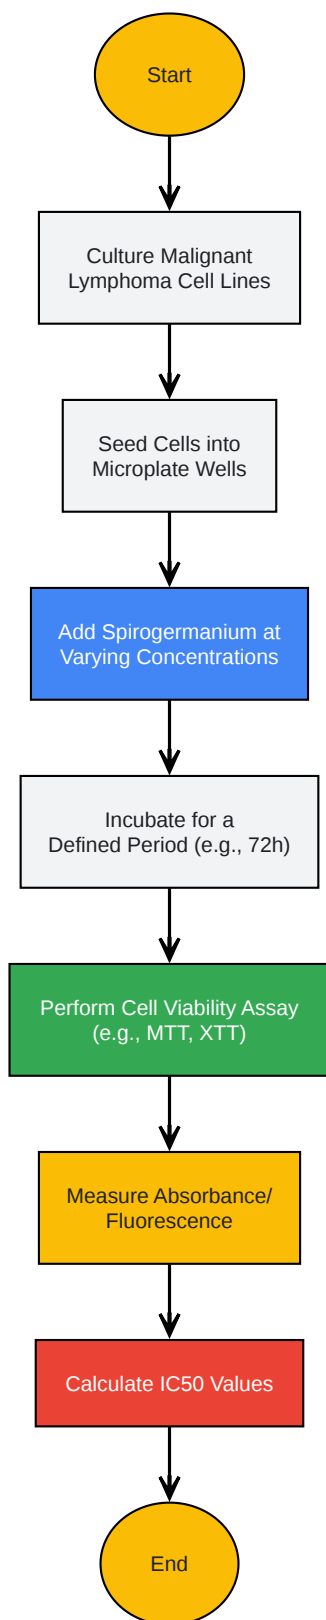 Start
Culture Malignant
Lymphoma Cell Lines
Seed Cells into
Microplate Wells
Add Spirogermanium at
Varying Concentrations
Incubate for a
Defined Period (e.g., 72h)
Perform Cell Viability Assay
(e.g., MTT, XTT)
Measure Absorbance/
Fluorescence
Calculate IC50 Values
End